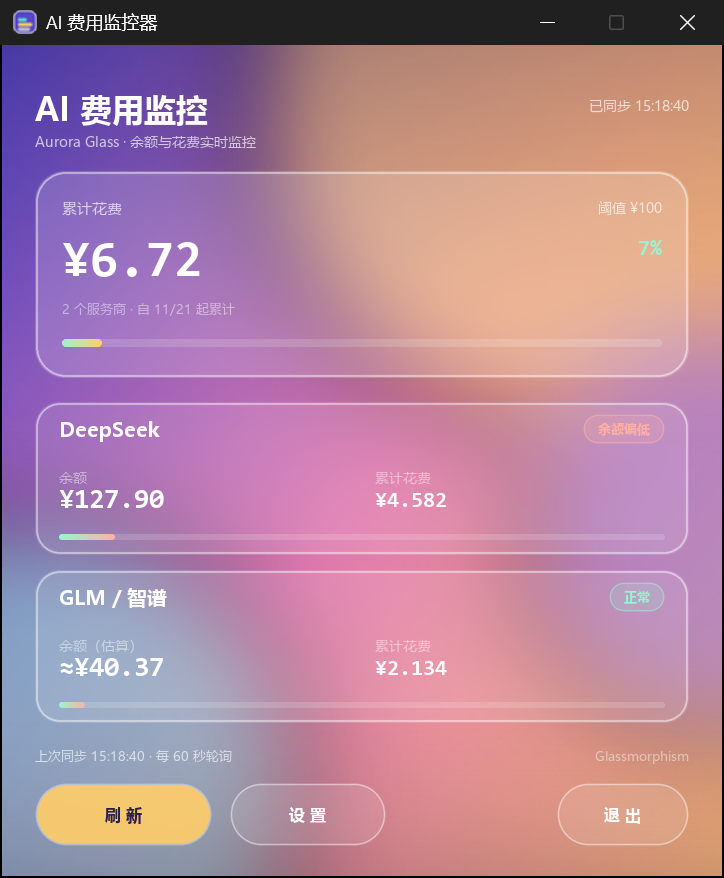 AI 费用监控器
AI 费用监控
已同步 15:18:40
Aurora Glass · 余额与花费实时监控
累计花费
阈值 ¥100
¥6.72
7%
2 个服务商 · 自 11/21 起累计
DeepSeek
余额偏低
余额
累计花费
¥127.90
¥4.582
GLM / 智谱
正常
余额（估算）
累计花费
≈¥40.37
¥2.134
上次同步 15:18:40 · 每 60 秒轮询
Glassmorphism
刷 新
设 置
退 出